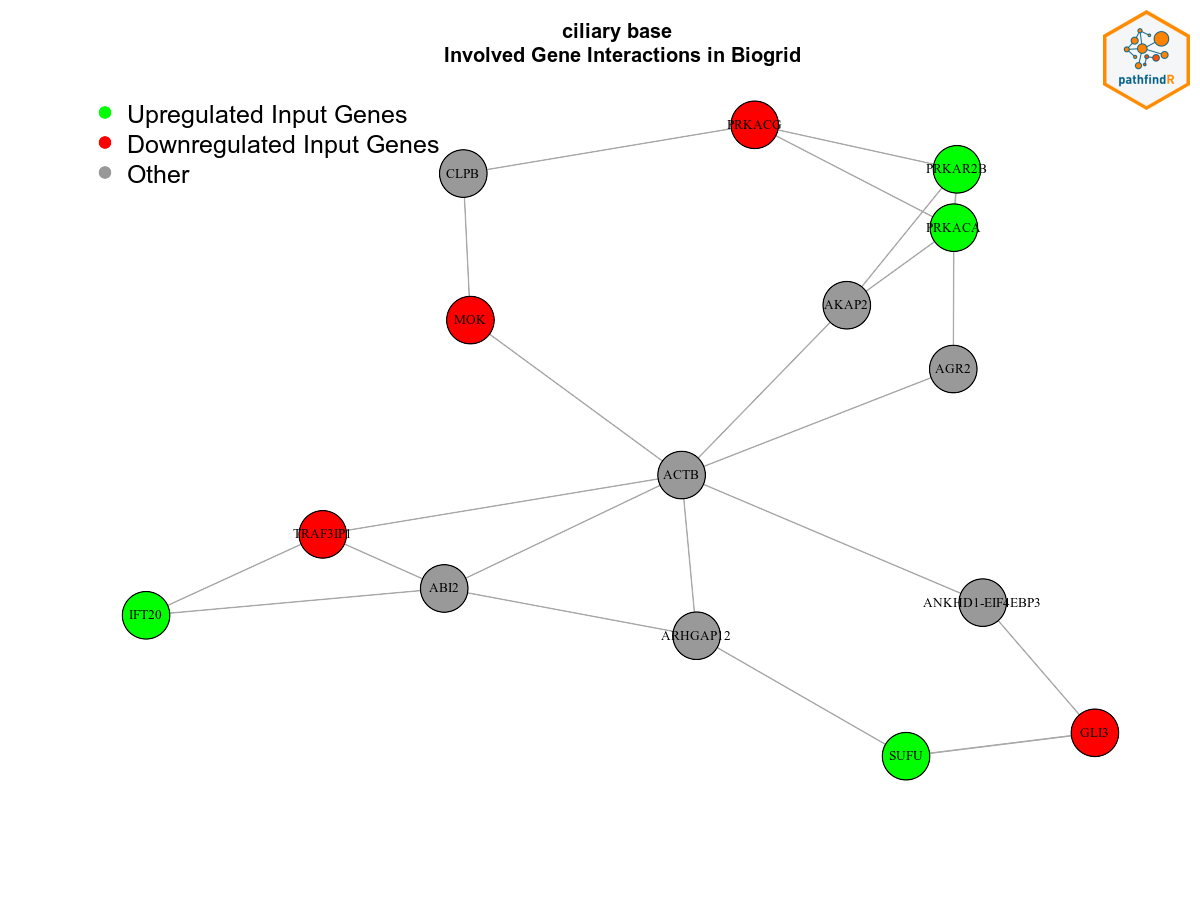 ciliary base
Involved Gene Interactions in Biogrid
pathfindR
Upregulated Input Genes
Downregulated Input Genes
Other
PRKACG
CLPB
PRKAR2B
PRKACA
AKAP2
MOK
AGR2
ACTB
TRAF3IP1
ABI2
ANKHD1-EIF4EBP3
IFT20
ARHGAP12
GLI3
SUFU